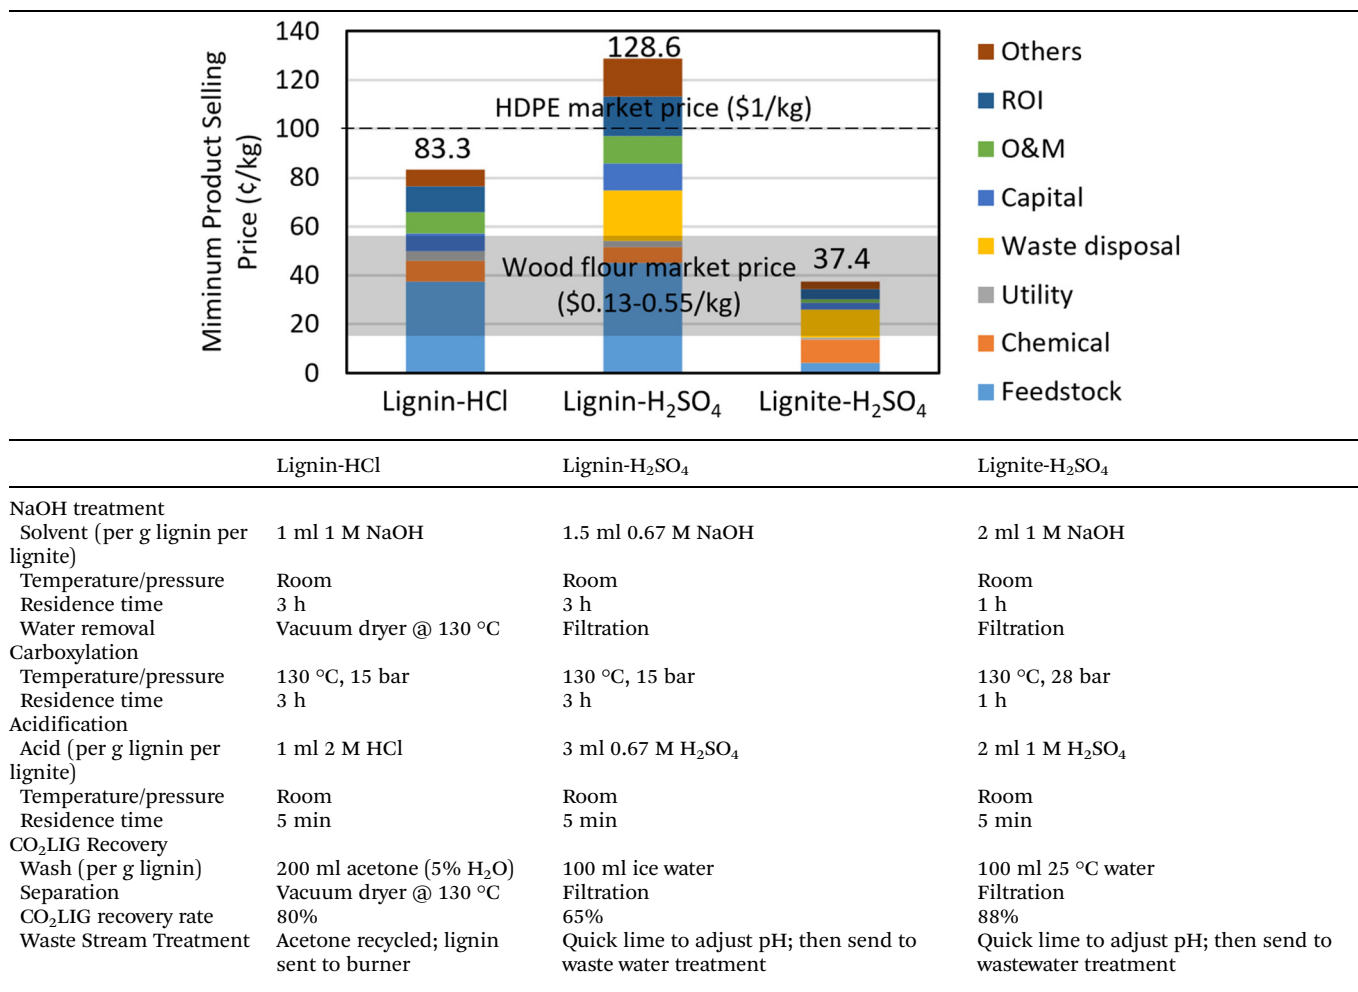 Miminum Product Selling
Price (¢/kg)
140
120
100
80
60
40
20
0
83.3
128.6
37.4
HDPE market price ($1/kg)
Wood flour market price
($0.13-0.55/kg)
Lignin-HCl
Lignin-H₂SO₄
Lignite-H₂SO₄
Others
ROI
O&M
Capital
Waste disposal
Utility
Chemical
Feedstock
Lignin-HCl Lignin-H₂SO₄ Lignite-H₂SO₄
NaOH treatment
Solvent (per g lignin per 1 ml 1 M NaOH 1.5 ml 0.67 M NaOH 2 ml 1 M NaOH
lignite)
Temperature/pressure Room Room Room
Residence time 3 h 3 h 1 h
Water removal Vacuum dryer @ 130 °C Filtration Filtration
Carboxylation
Temperature/pressure 130 °C, 15 bar 130 °C, 15 bar 130 °C, 28 bar
Residence time 3 h 3 h 1 h
Acidification
Acid (per g lignin per 1 ml 2 M HCl 3 ml 0.67 M H₂SO₄ 2 ml 1 M H₂SO₄
lignite)
Temperature/pressure Room Room Room
Residence time 5 min 5 min 5 min
CO₂LIG Recovery
Wash (per g lignin) 200 ml acetone (5% H₂O) 100 ml ice water 100 ml 25 °C water
Separation Vacuum dryer @ 130 °C Filtration Filtration
CO₂LIG recovery rate 80% 65% 88%
Waste Stream Treatment Acetone recycled; lignin Quick lime to adjust pH; then send to Quick lime to adjust pH; then send to
sent to burner waste water treatment wastewater treatment